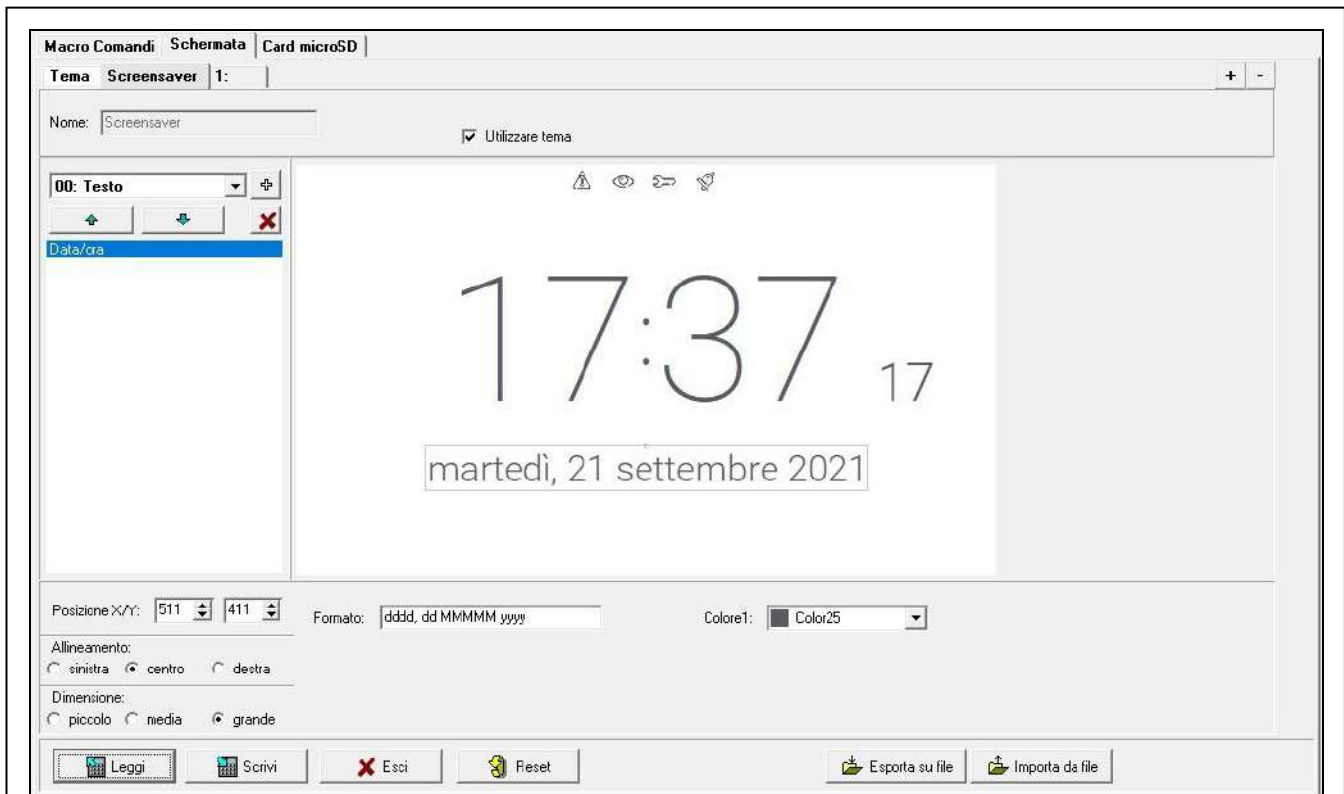 Macro Comandi Schermata Card microSD
Tema Screensaver 1: + -
Nome: Screensaver
Utilizzare tema
00: Testo
Data/cra
17:37 17
martedì, 21 settembre 2021
Posizione X/Y: 511 411 Formato: dddd, dd MMMMM yyyy Colore1: Color25
Allineamento:
sinistra centro destra
Dimensione:
piccolo media grande
Leggi Scrivi Esci Reset Esporta su file Importa da file